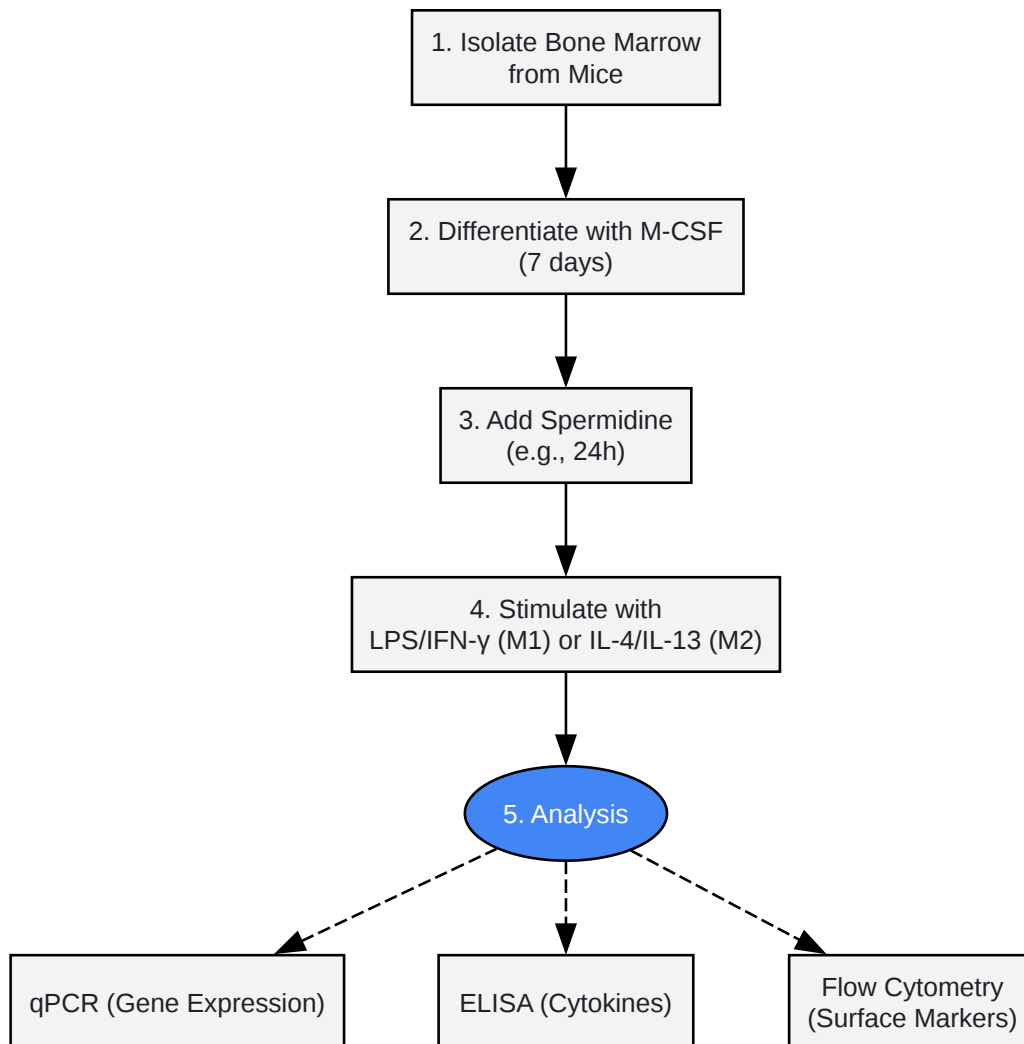 1. Isolate Bone Marrow
from Mice
2. Differentiate with M-CSF
(7 days)
3. Add Spermidine
(e.g., 24h)
4. Stimulate with
LPS/IFN-γ (M1) or IL-4/IL-13 (M2)
5. Analysis
qPCR (Gene Expression)
ELISA (Cytokines)
Flow Cytometry
(Surface Markers)